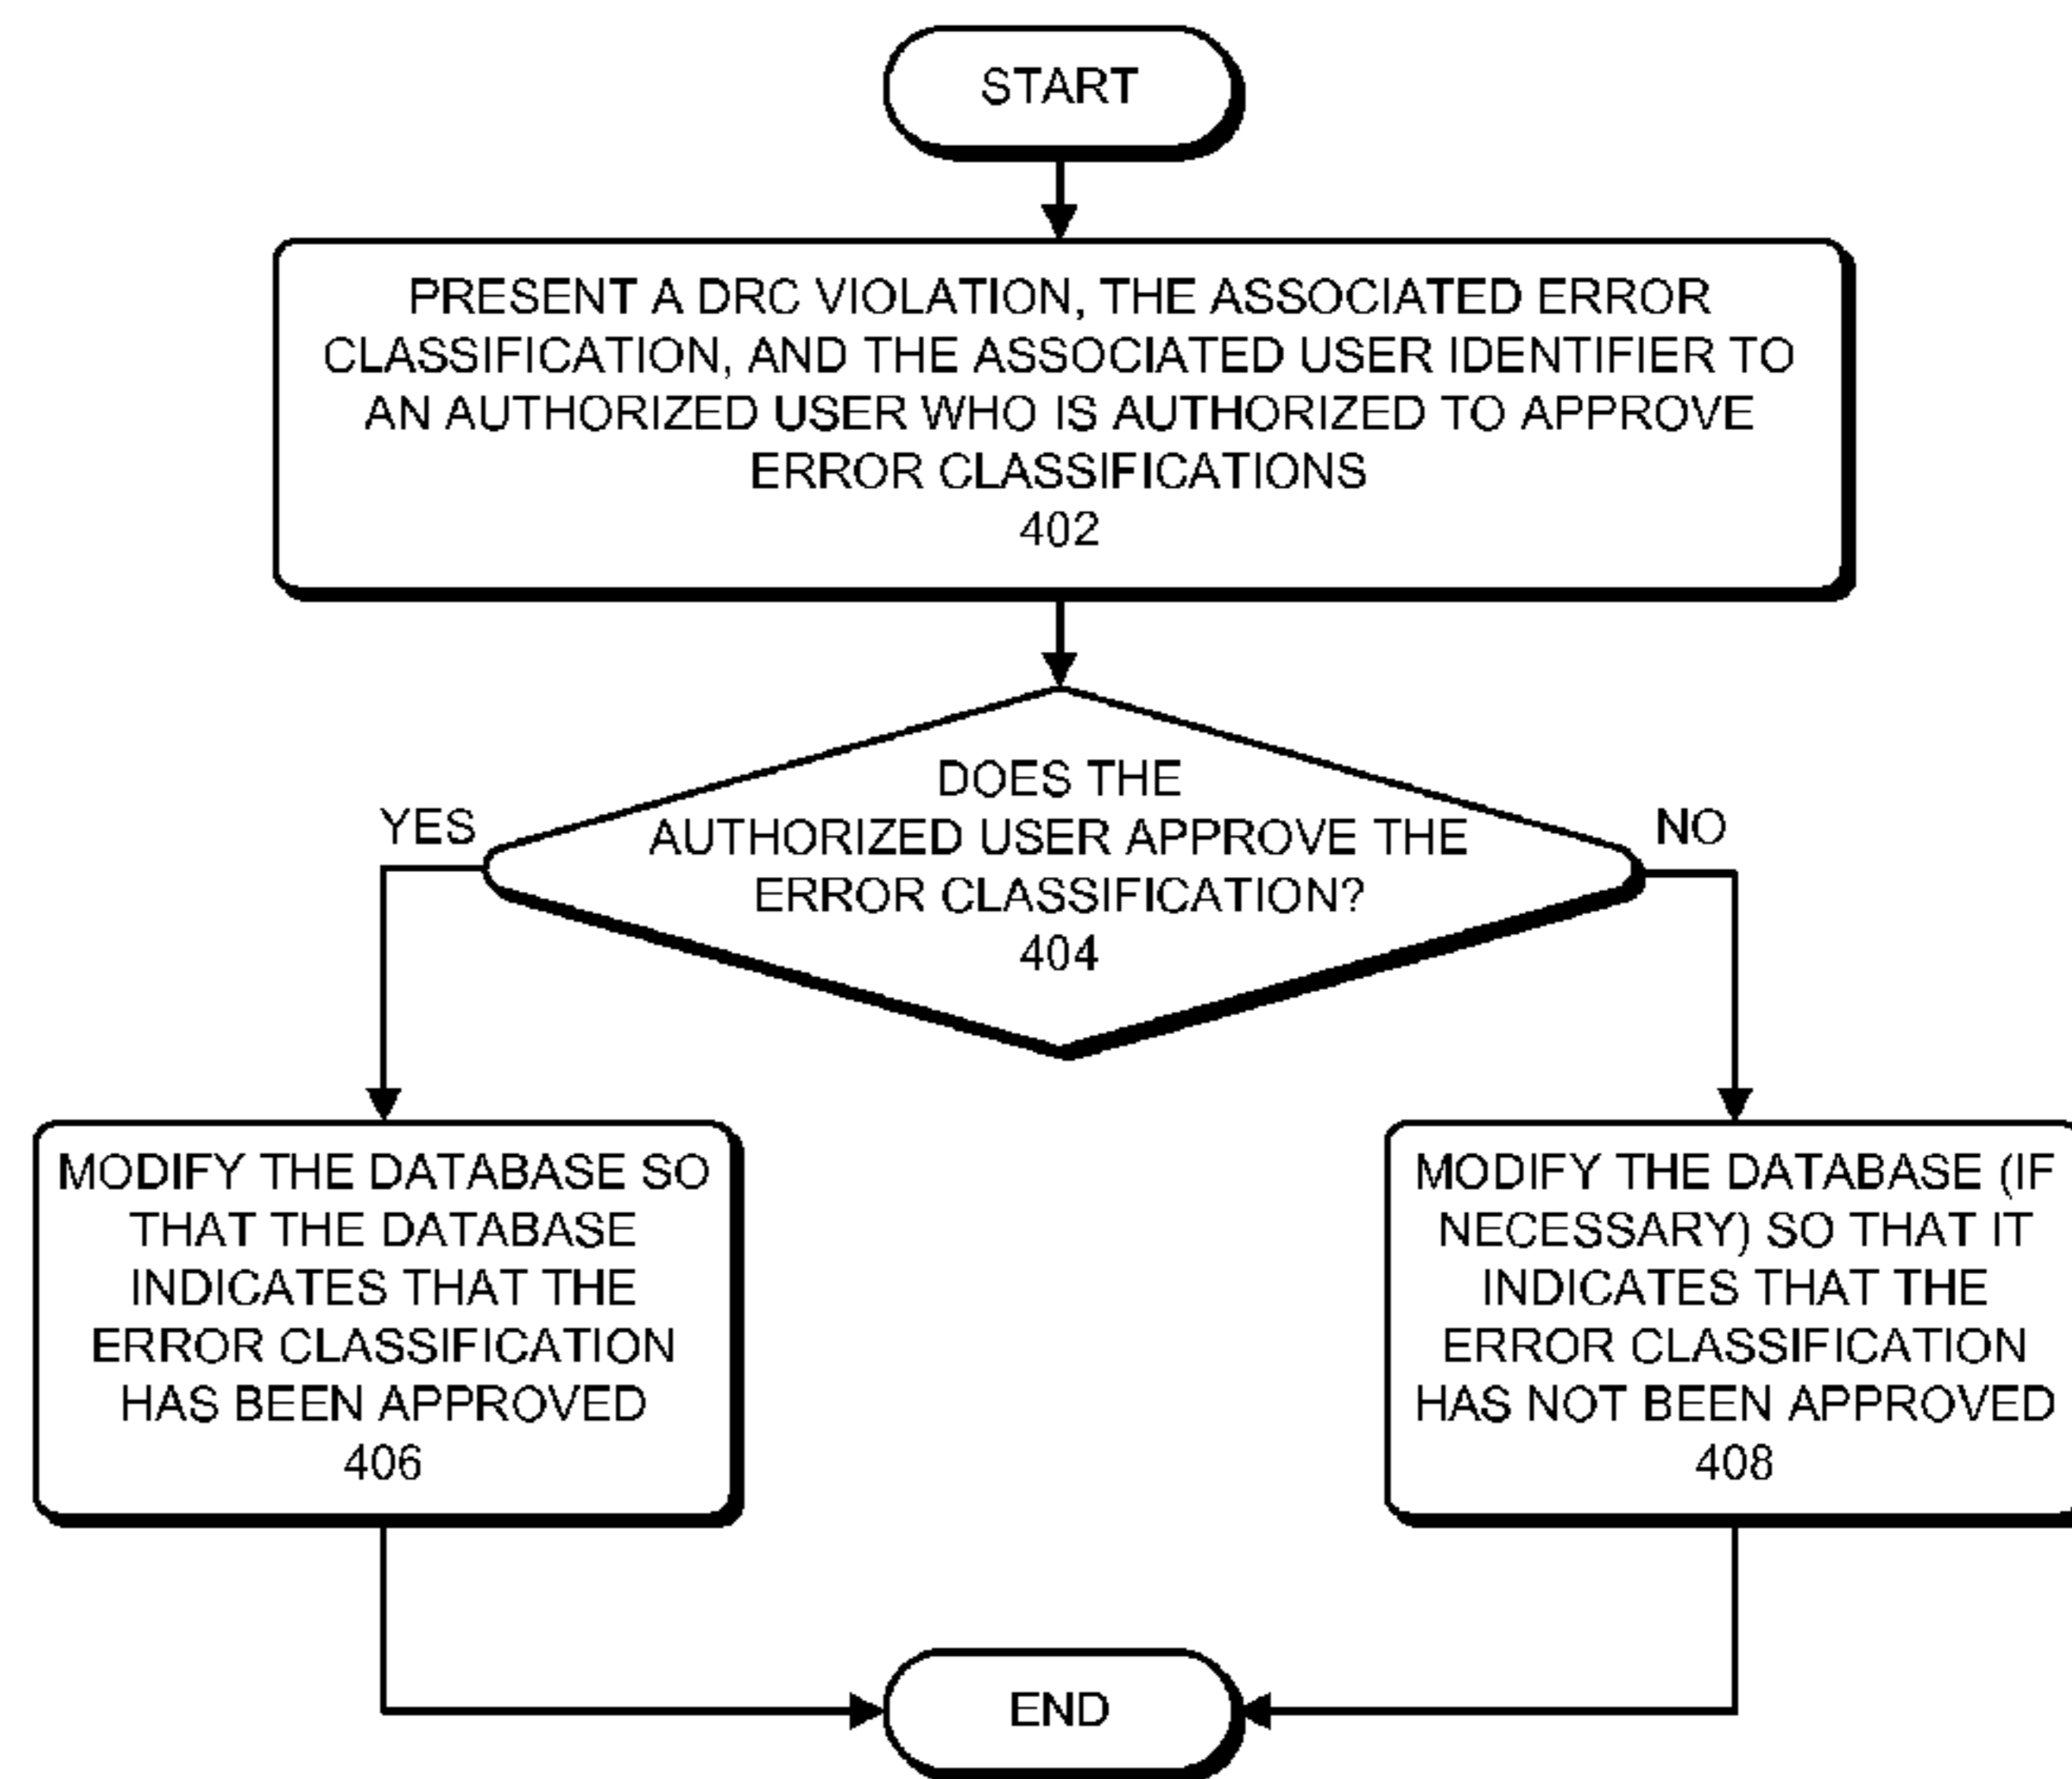 START
PRESENT A DRC VIOLATION, THE ASSOCIATED ERROR
CLASSIFICATION, AND THE ASSOCIATED USER IDENTIFIER TO
AN AUTHORIZED USER WHO IS AUTHORIZED TO APPROVE
ERROR CLASSIFICATIONS
402
DOES THE
AUTHORIZED USER APPROVE THE
ERROR CLASSIFICATION?
404
YES
NO
MODIFY THE DATABASE SO
THAT THE DATABASE
INDICATES THAT THE
ERROR CLASSIFICATION
HAS BEEN APPROVED
406
MODIFY THE DATABASE (IF
NECESSARY) SO THAT IT
INDICATES THAT THE
ERROR CLASSIFICATION
HAS NOT BEEN APPROVED
408
END